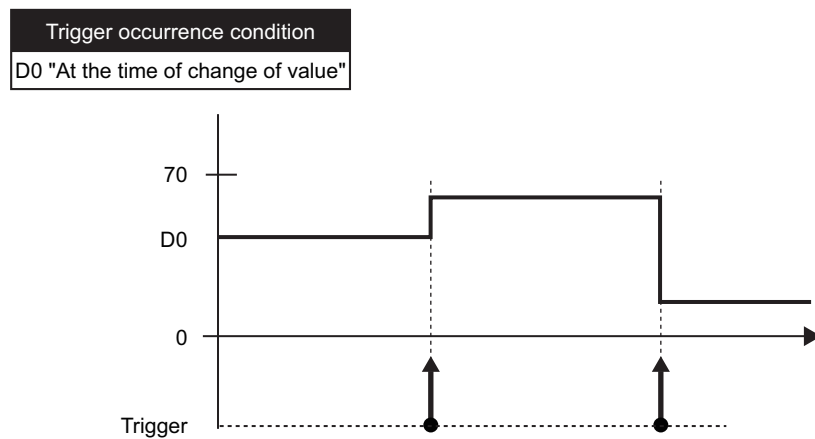 Trigger occurrence condition
D0 "At the time of change of value"
70
D0
0
Trigger